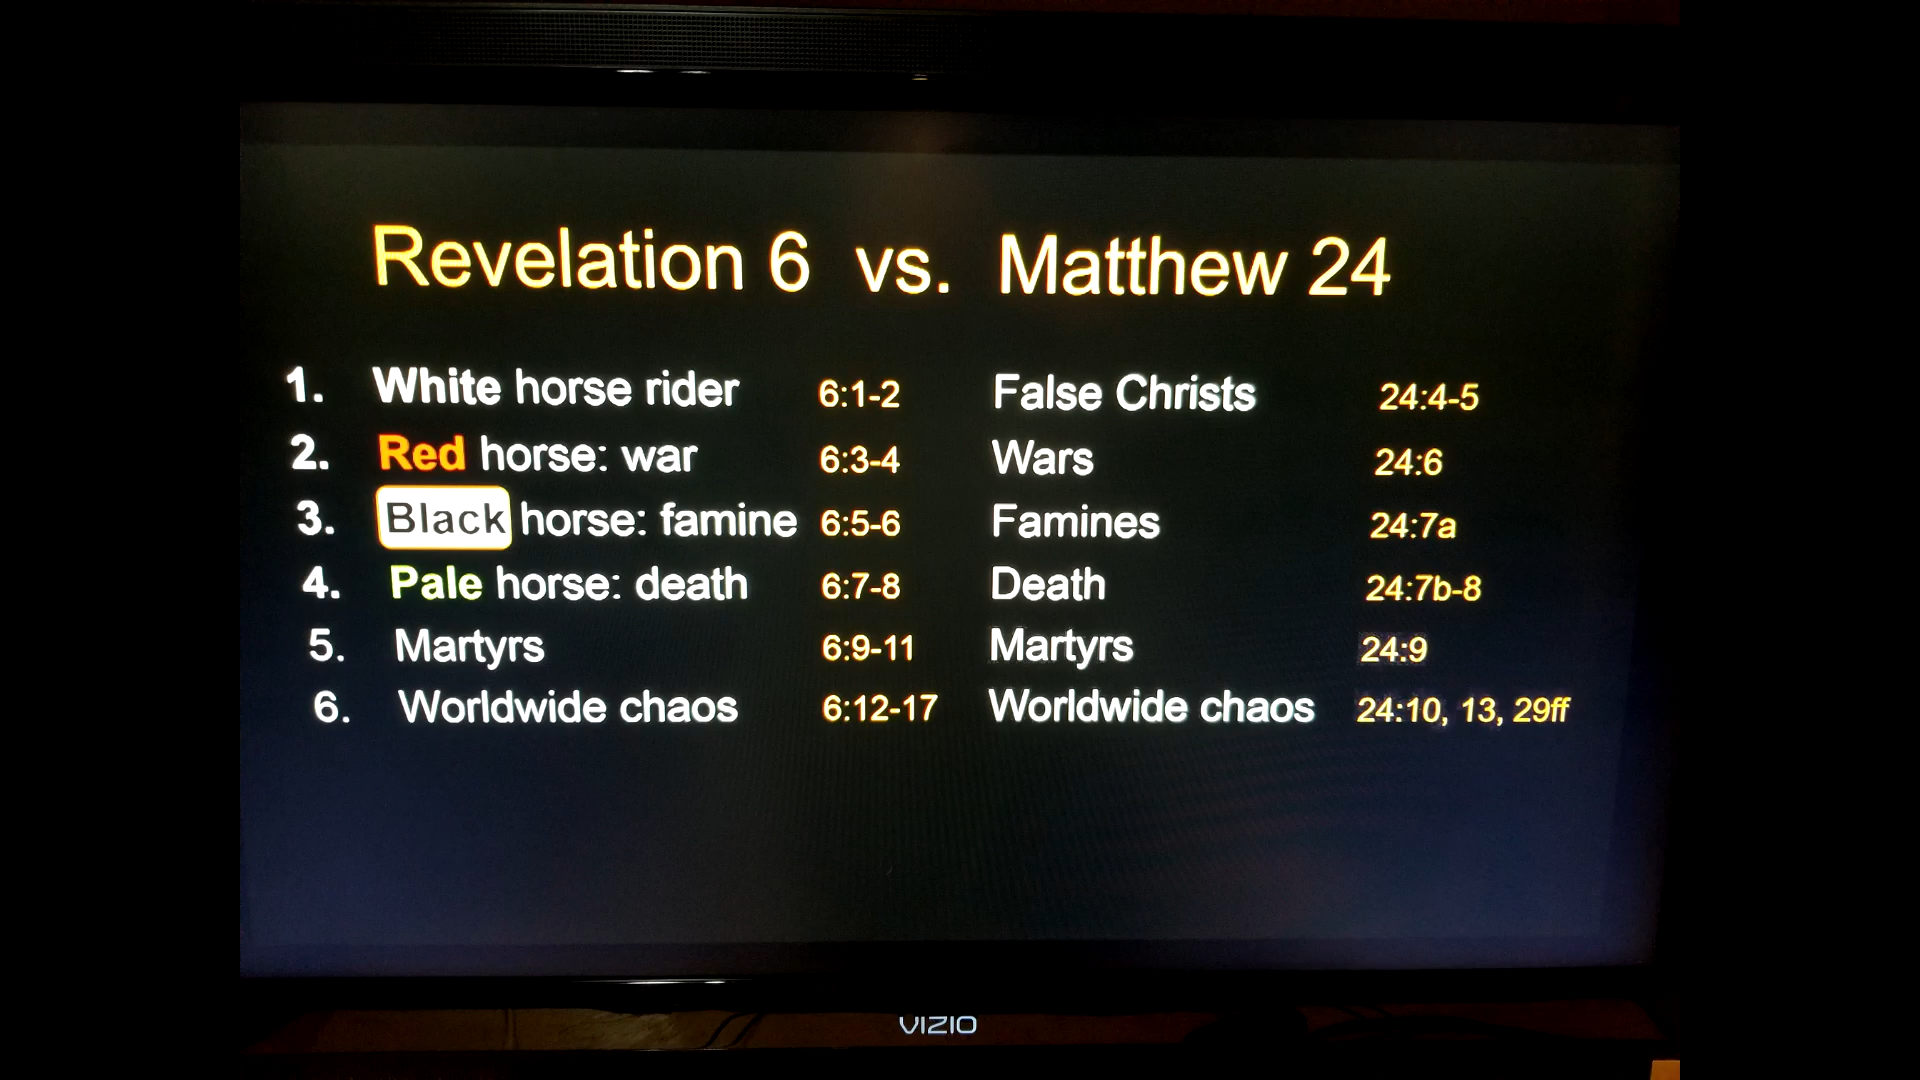 Revelation 6 vs. Matthew 24
1. White horse rider 6:1-2 False Christs 24:4-5
2. Red horse: war 6:3-4 Wars 24:6
3. Black horse: famine 6:5-6 Famines 24:7a
4. Pale horse: death 6:7-8 Death 24:7b-8
5. Martyrs 6:9-11 Martyrs 24:9
6. Worldwide chaos 6:12-17 Worldwide chaos 24:10, 13, 29ff
VIZIO